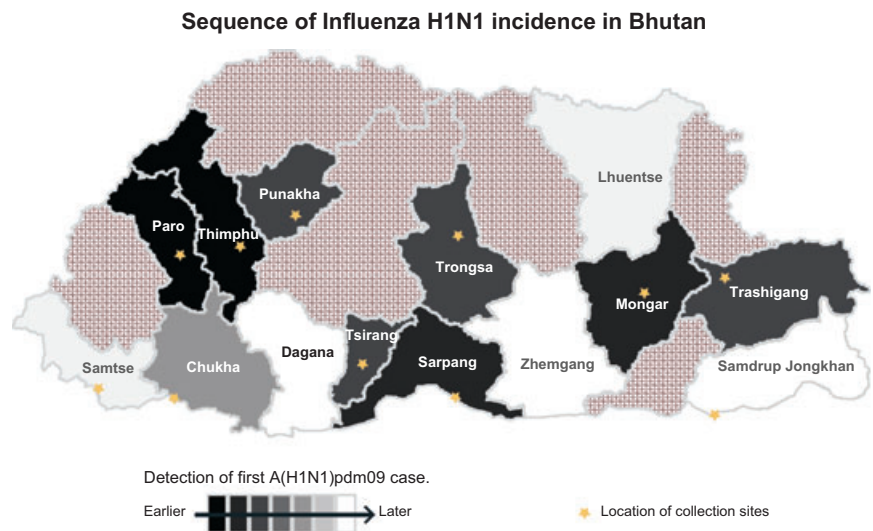 Sequence of Influenza H1N1 incidence in Bhutan
Lhuentse
Punakha
Paro
Thimphu
Trongsa
Mongar
Trashigang
Tsirang
Dagana
Sarpang
Zhemgang
Samdrup Jongkhan
Samtse
Chukha
Detection of first A(H1N1)pdm09 case.
Earlier Later
Location of collection sites